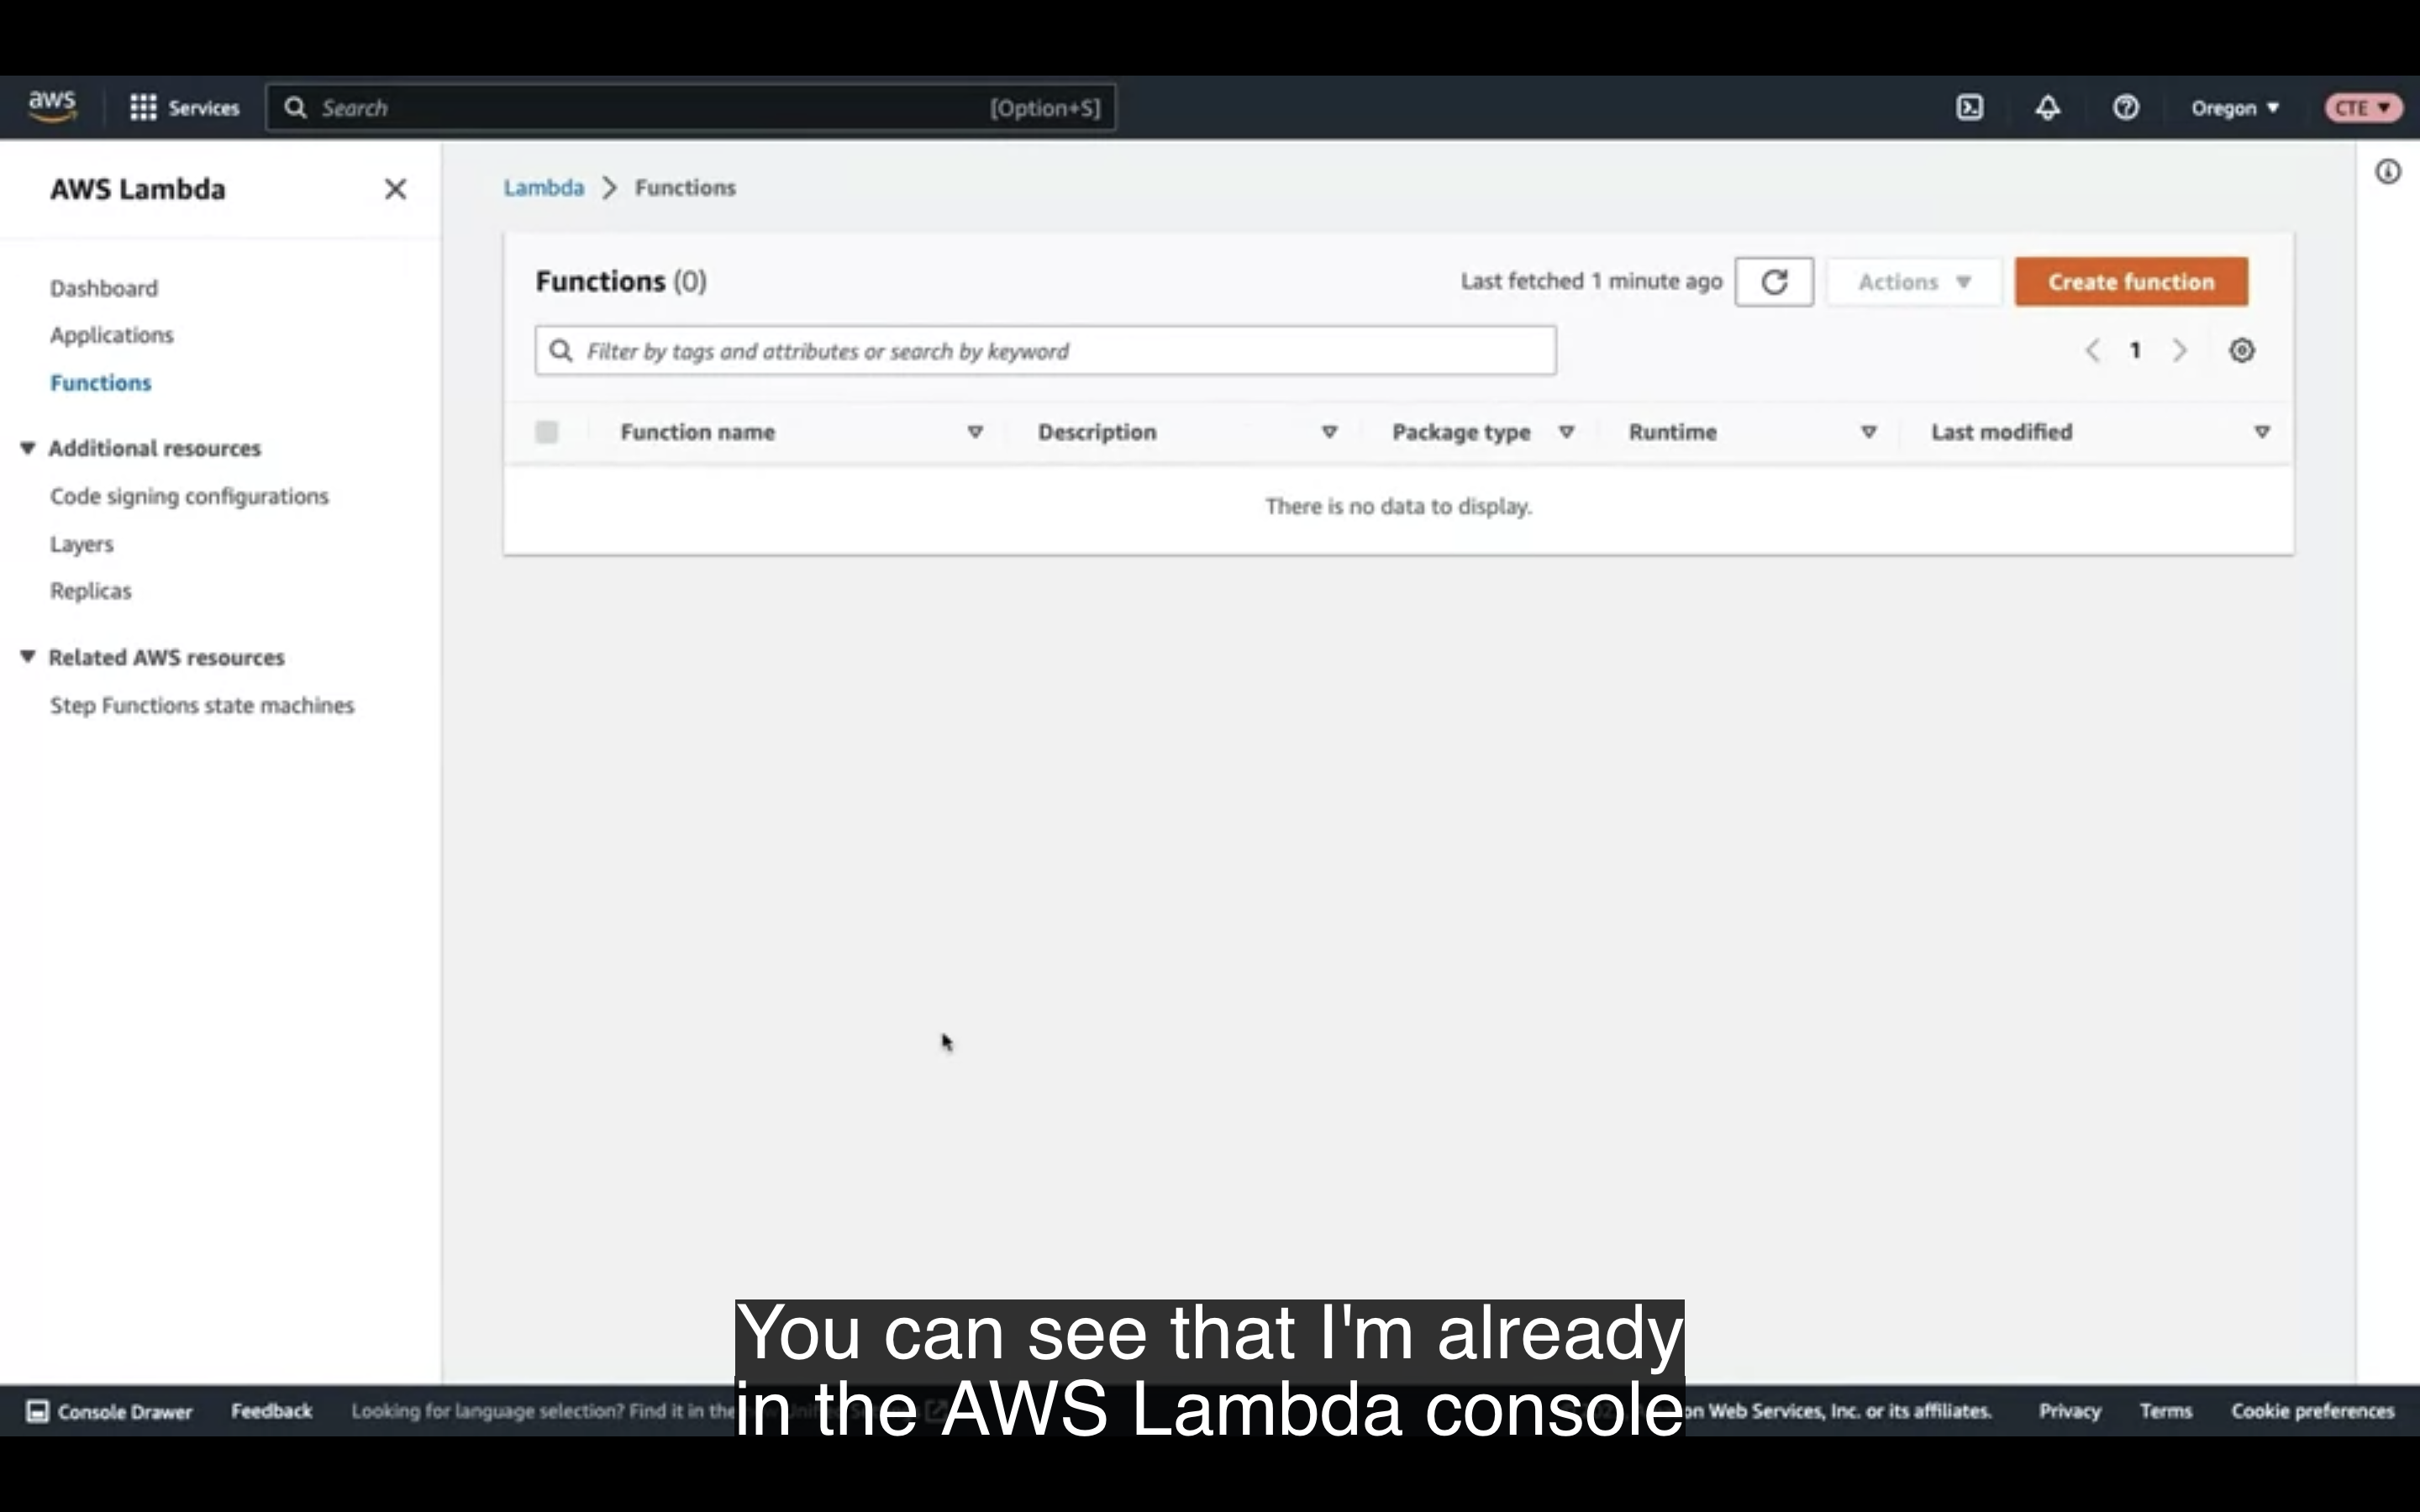 aws
Services
Search
[Option+S]
Oregon
CTE
AWS Lambda
Lambda
Functions
Dashboard
Applications
Functions
Additional resources
Code signing configurations
Layers
Replicas
Related AWS resources
Step Functions state machines
Functions (0)
Last fetched 1 minute ago
Actions
Create function
Filter by tags and attributes or search by keyword
1
Function name
Description
Package type
Runtime
Last modified
There is no data to display.
You can see that I'm already
in the AWS Lambda console
Console Drawer
Feedback
Looking for language selection? Find it in the
Web Services, Inc. or its affiliates.
Privacy
Terms
Cookie preferences